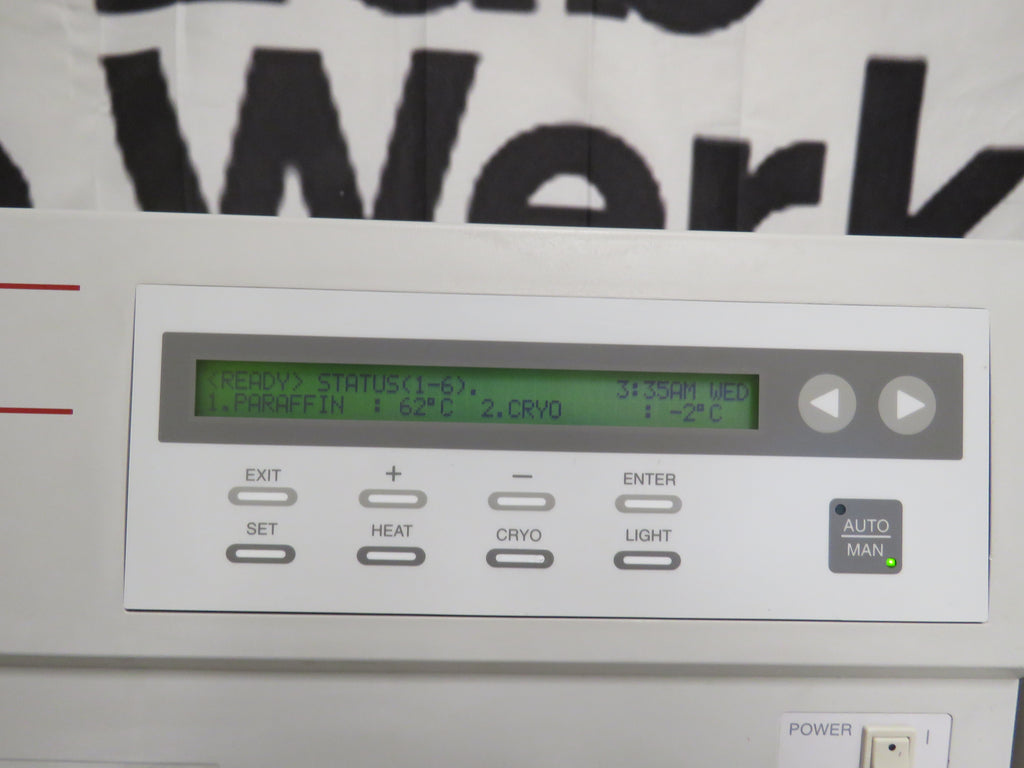 Werk
<READY> STATUS(1-6). 3:35AM WED
1.PARAFFIN : 62°C 2.CRYO : -2°C
EXIT + − ENTER
SET HEAT CRYO LIGHT
AUTO
MAN
POWER I